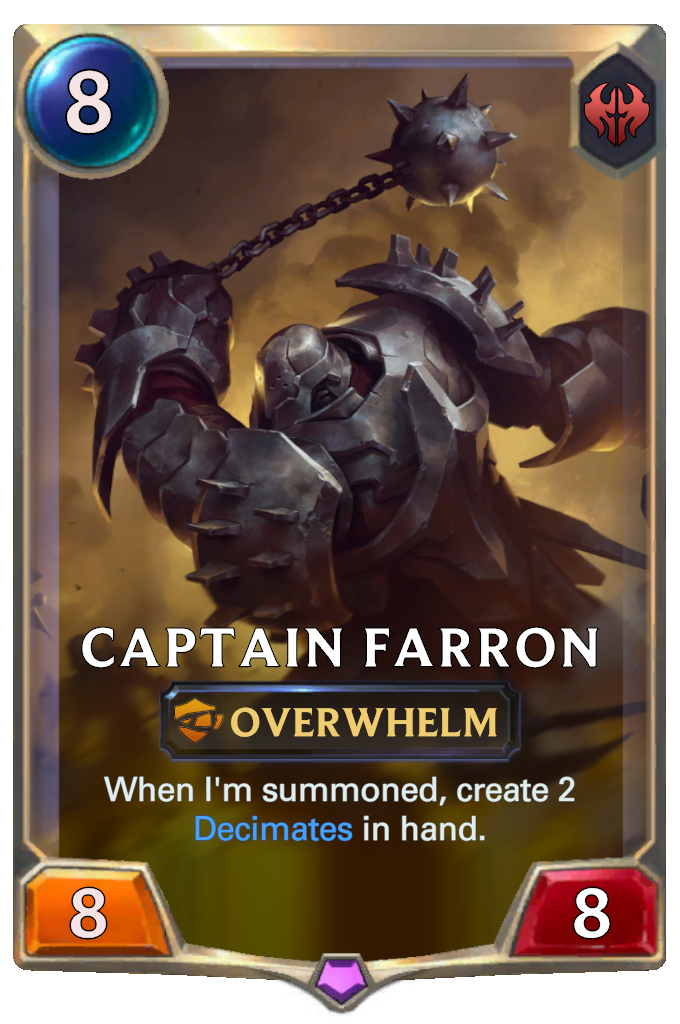 8
CAPTAIN FARRON
OVERWHELM
When I'm summoned, create 2
Decimates in hand.
8
8